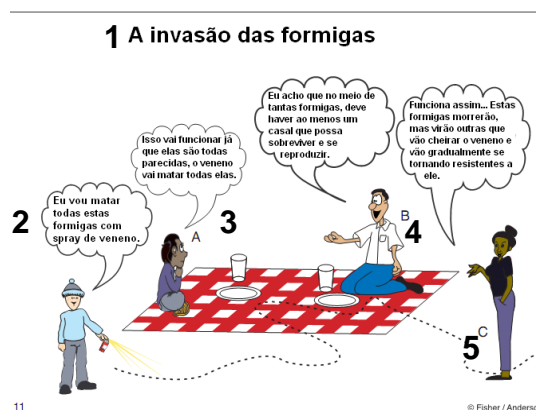 1 A invasão das formigas
2
Eu vou matar
todas estas
formigas com
spray de veneno.
Isso vai funcionar já
que elas são todas
parecidas, o veneno
vai matar todas elas.
3
A
Eu acho que no meio de
tantas formigas, deve
haver ao menos um
casal que possa
sobreviver e se
reproduzir.
B
4
Funciona assim... Estas
formigas morrerão,
mas virão outras que
vão cheirar o veneno e
vão gradualmente se
tornando resistentes a
ele.
5
C
11
© Fisher / Anderso